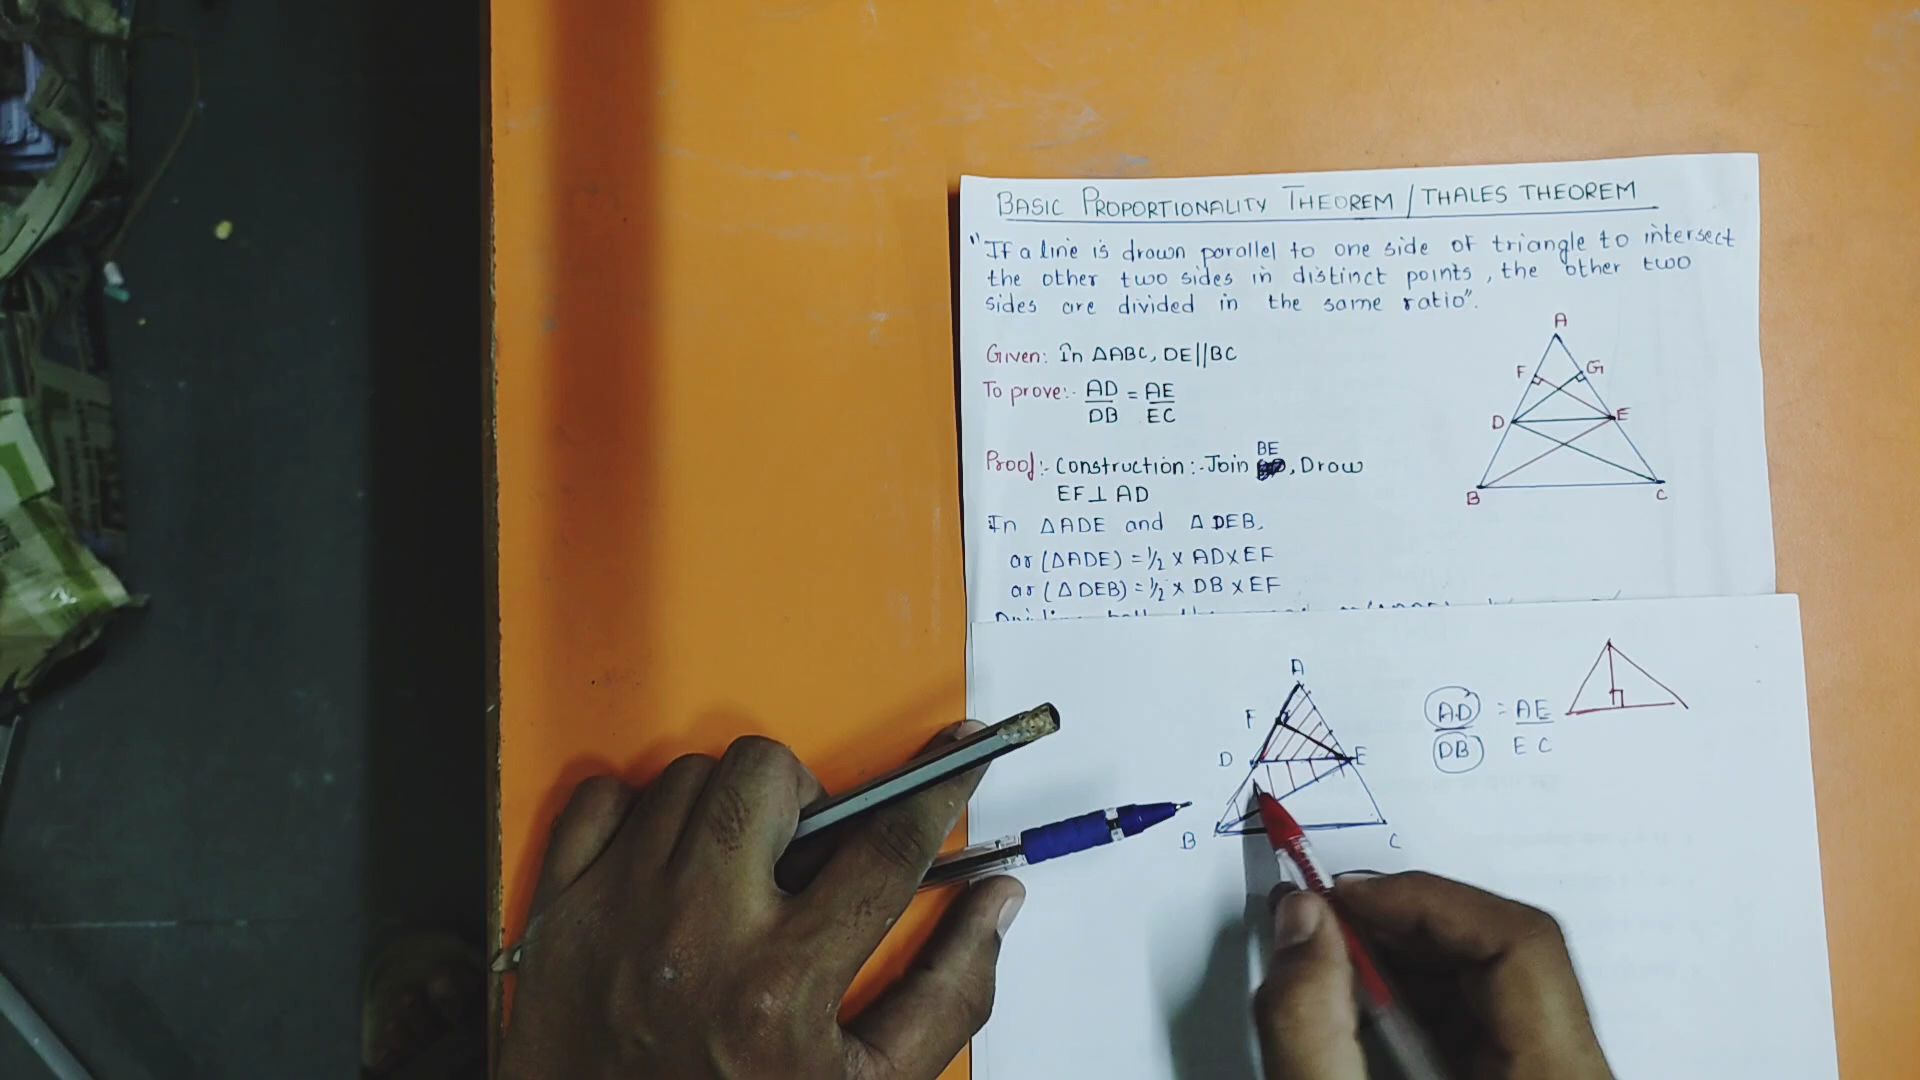 BASIC PROPORTIONALITY THEOREM / THALES THEOREM
"If a line is drawn parallel to one side of triangle to intersect
the other two sides in distinct points, the other two
sides are divided in the same ratio".
Given: In ΔABC, DE||BC
To prove:- AD/DB = AE/EC
Proof:- Construction:- Join BE, Draw
EF⊥AD
In ΔADE and ΔDEB,
ar (ΔADE) = 1/2 × AD×EF
ar (ΔDEB) = 1/2 × DB × EF
A
F
G
D
E
B
C
A
F
D
E
B
C
AD = AE
DB EC